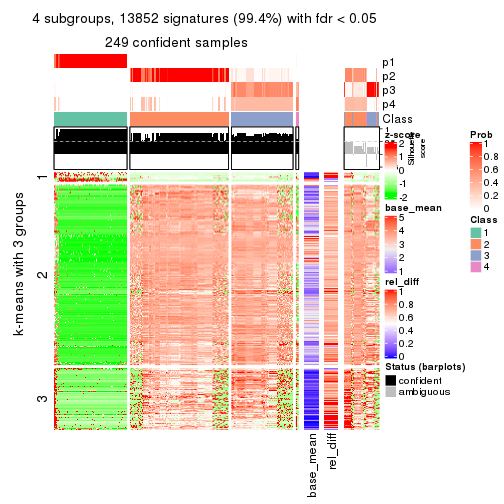 4 subgroups, 13852 signatures (99.4%) with fdr < 0.05
249 confident samples
p1
p2
p3
p4
Class
z-score
2
1
0
-1
-2
Silhouette
score
1
0
base_mean
5
4
3
2
1
rel_diff
1
0.8
0.6
0.4
0.2
0
Status (barplots)
confident
ambiguous
Prob
1
0.8
0.6
0.4
0.2
0
Class
1
2
3
4
k-means with 3 groups
1
2
3
base_mean
rel_diff